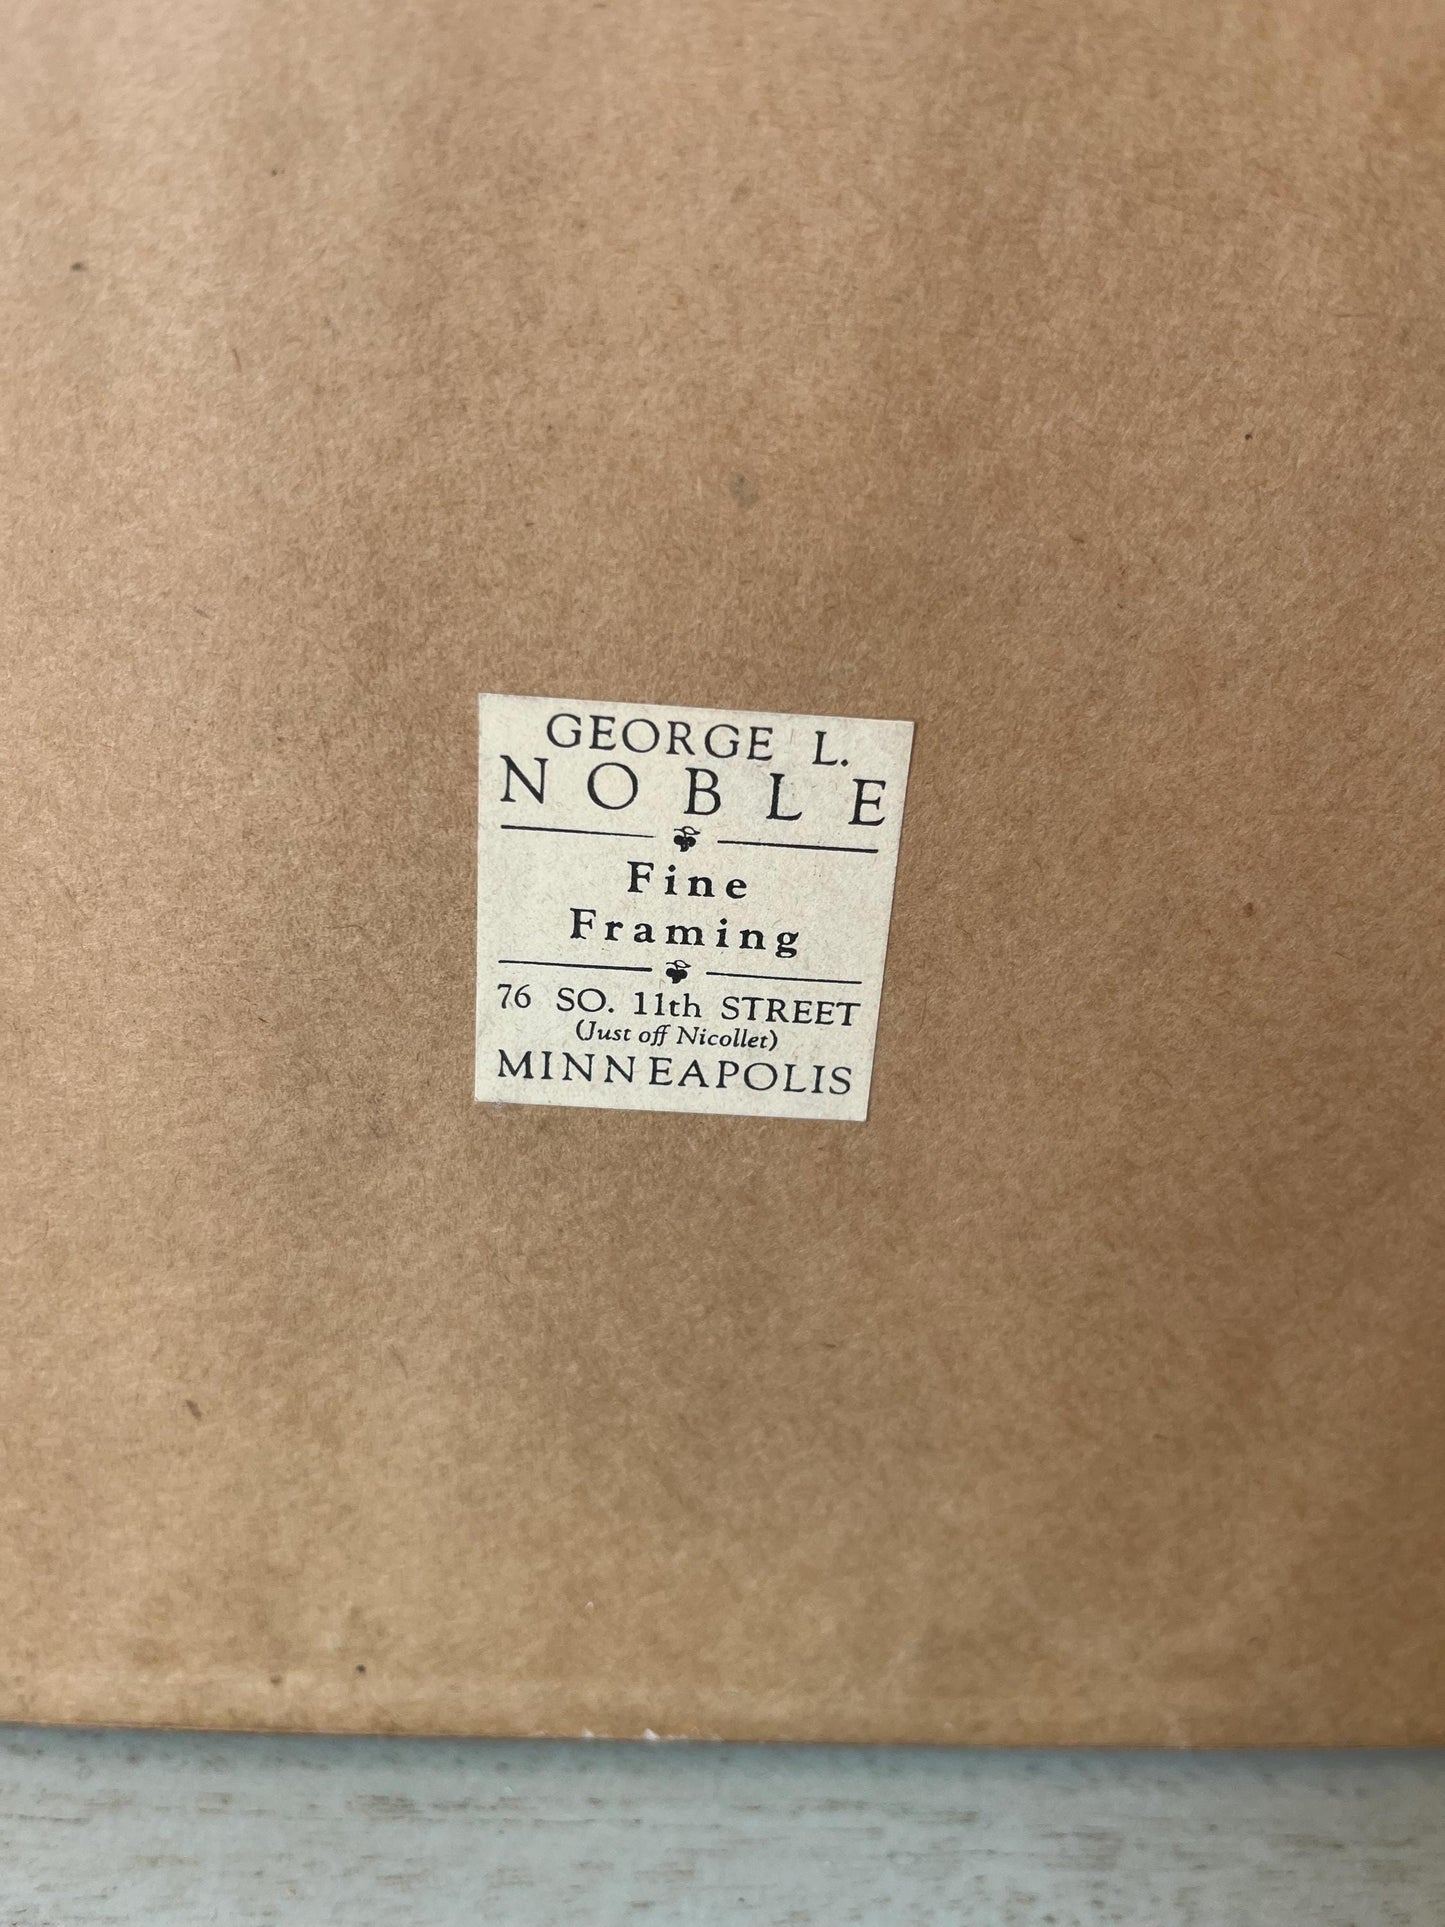 GEORGE L.
NOBLE
Fine
Framing
76 SO. 11th STREET
(Just off Nicollet)
MINNEAPOLIS